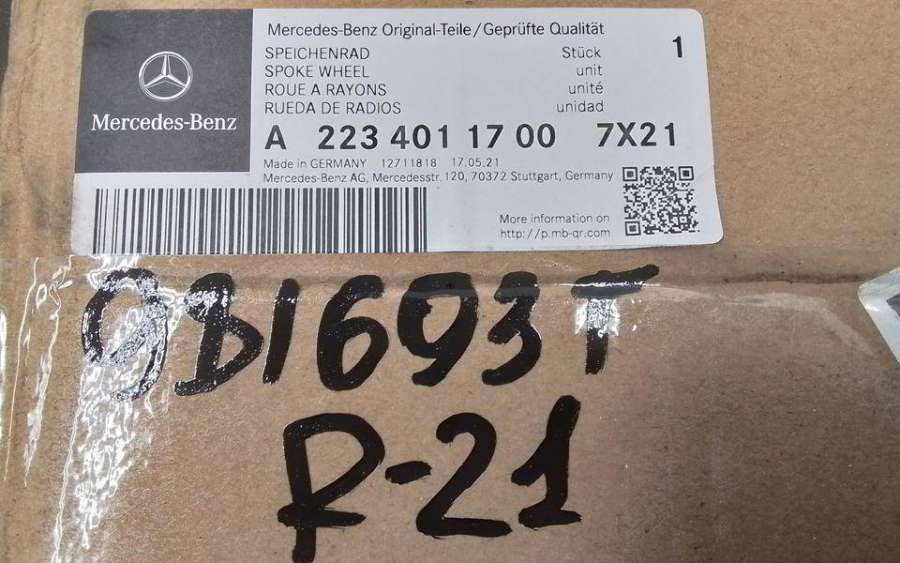 Mercedes-Benz Original-Teile/Geprüfte Qualität
SPEICHENRAD Stück 1
SPOKE WHEEL unit
ROUE A RAYONS unité
RUEDA DE RADIOS unidad
Mercedes-Benz
A 223 401 17 00 7X21
Made in GERMANY 12711818 17.05.21
Mercedes-Benz AG, Mercedesstr. 120, 70372 Stuttgart, Germany
More information on
http://p.mb-qr.com
9B1693T
R-21